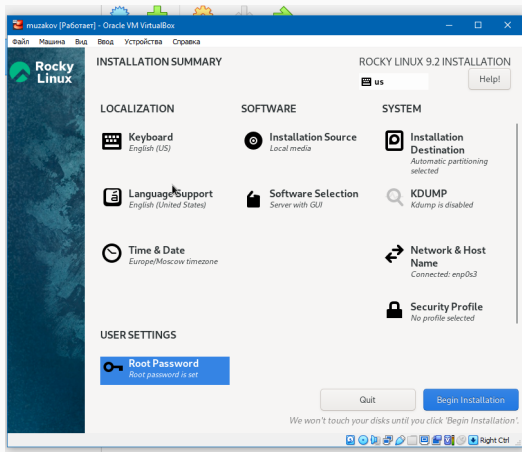 muzakov [Работает] - Oracle VM VirtualBox
Файл Машина Вид Ввод Устройства Справка
Rocky
Linux
INSTALLATION SUMMARY
ROCKY LINUX 9.2 INSTALLATION
us
Help!
LOCALIZATION
SOFTWARE
SYSTEM
Keyboard
English (US)
Installation Source
Local media
Installation
Destination
Automatic partitioning
selected
Language Support
English (United States)
Software Selection
Server with GUI
KDUMP
Kdump is disabled
Time & Date
Europe/Moscow timezone
Network & Host
Name
Connected: enp0s3
Security Profile
No profile selected
USER SETTINGS
Root Password
Root password is set
Quit
Begin Installation
We won't touch your disks until you click 'Begin Installation'.
Right Ctrl